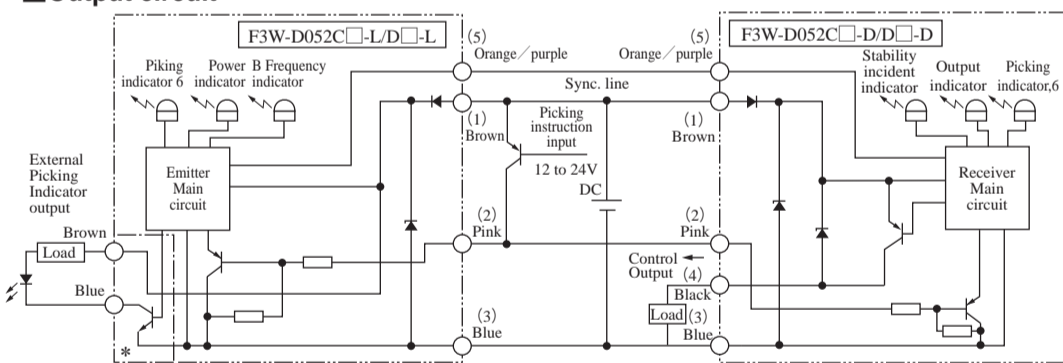 ■Output circuit
F3W-D052C□-L/D□-L
Piking
indicator 6
Power
indicator
B Frequency
indicator
Emitter
Main
circuit
External
Picking
Indicator
output
Brown
Load
Blue
*
(5)
Orange/purple
(1)
Brown
(2)
Pink
(3)
Blue
Sync. line
Picking
instruction
input
12 to 24V
DC
(5)
Orange/purple
(1)
Brown
(2)
Pink
Control
Output
(4)
Black
Load
(3)
Blue
F3W-D052C□-D/D□-D
Stability
incident
indicator
Output
indicator
Picking
indicator,6
Receiver
Main
circuit